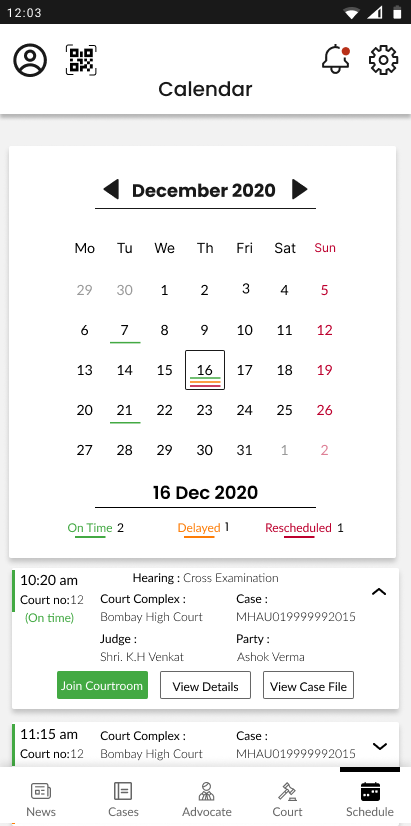 12:03
Calendar
December 2020
Mo Tu We Th Fri Sat Sun
29 30 1 2 3 4 5
6 7 8 9 10 11 12
13 14 15 16 17 18 19
20 21 22 23 24 25 26
27 28 29 30 31 1 2
16 Dec 2020
On Time 2 Delayed 1 Rescheduled 1
10:20 am Hearing : Cross Examination
Court no:12 Court Complex : Case :
(On time) Bombay High Court MHAU019999992015
Judge : Party :
Shri. K.H Venkat Ashok Verma
Join Courtroom View Details View Case File
11:15 am Court Complex : Case :
Court no:12 Bombay High Court MHAU019999992015
News Cases Advocate Court Schedule